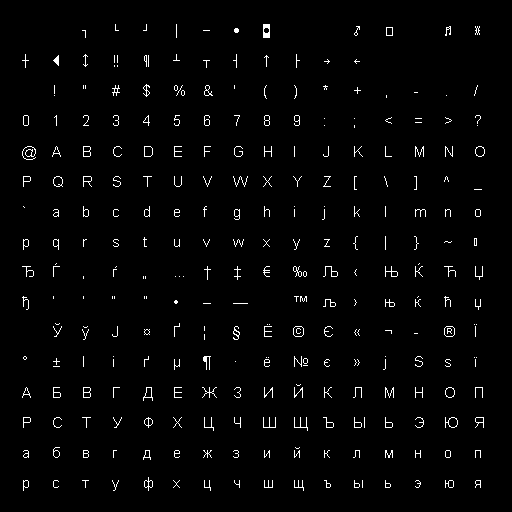 ┐ └ ┘ │ ─ • ◘ ♂ □ ♬
┼ ◄ ↕ ‼ ¶ ┴ ┬ ┤ ↑ ├ → ←
! " # $ % & ' ( ) * + , - . /
0 1 2 3 4 5 6 7 8 9 : ; < = > ?
@ A B C D E F G H I J K L M N O
P Q R S T U V W X Y Z [ \ ] ^ _
` a b c d e f g h i j k l m n o
p q r s t u v w x y z { | } ~ ▯
Ђ Ѓ ‚ ѓ „ … † ‡ € ‰ Љ ‹ Њ Ќ Ћ Џ
ђ ‘ ’ “ ” • – — ™ љ › њ ќ ћ џ
Ў ў Ј ¤ Ґ ¦ § Ё © Є « ¬ - ® Ї
° ± І і ґ µ ¶ · ё № є » ј Ѕ ѕ ї
А Б В Г Д Е Ж З И Й К Л М Н О П
Р С Т У Ф Х Ц Ч Ш Щ Ъ Ы Ь Э Ю Я
а б в г д е ж з и й к л м н о п
р с т у ф х ц ч ш щ ъ ы ь э ю я